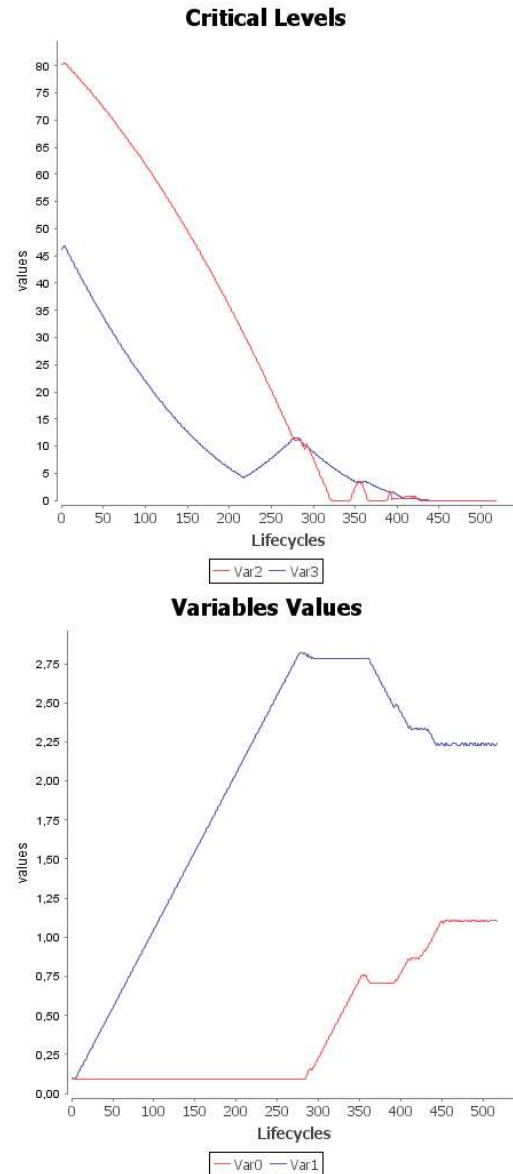 Critical Levels
values
80
75
70
65
60
55
50
45
40
35
30
25
20
15
10
5
0
0 50 100 150 200 250 300 350 400 450 500
Lifecycles
Var2 Var3
Variables Values
values
2,75
2,50
2,25
2,00
1,75
1,50
1,25
1,00
0,75
0,50
0,25
0,00
0 50 100 150 200 250 300 350 400 450 500
Lifecycles
Var0 Var1